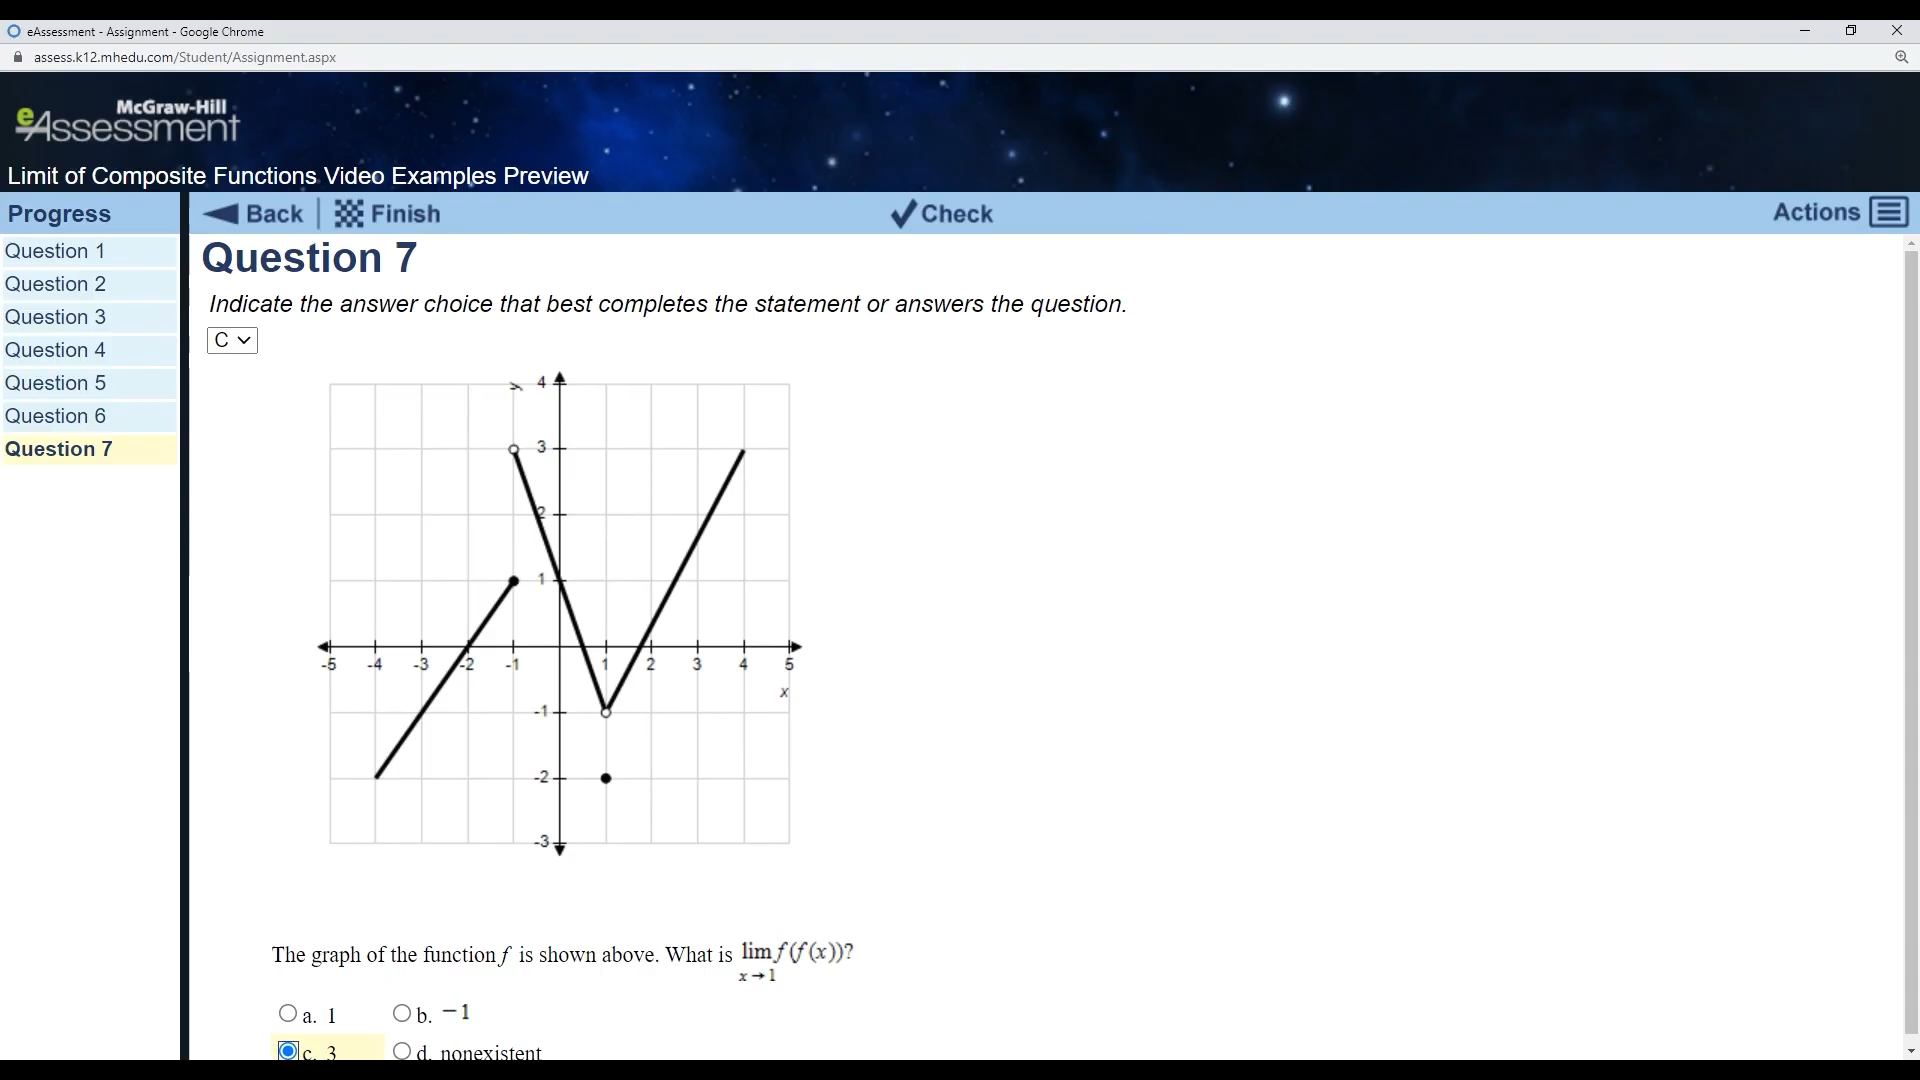 eAssessment - Assignment - Google Chrome
assess.k12.mhedu.com/Student/Assignment.aspx
McGraw-Hill
eAssessment
Limit of Composite Functions Video Examples Preview
Progress
Back | Finish
Check
Actions
Question 1
Question 2
Question 3
Question 4
Question 5
Question 6
Question 7
Question 7
Indicate the answer choice that best completes the statement or answers the question.
C
y
4
3
2
1
-5 -4 -3 -2 -1 1 2 3 4 5
x
-1
-2
-3
The graph of the function f is shown above. What is lim f(f(x))?
x→1
a. 1 b. −1
c. 3 d. nonexistent